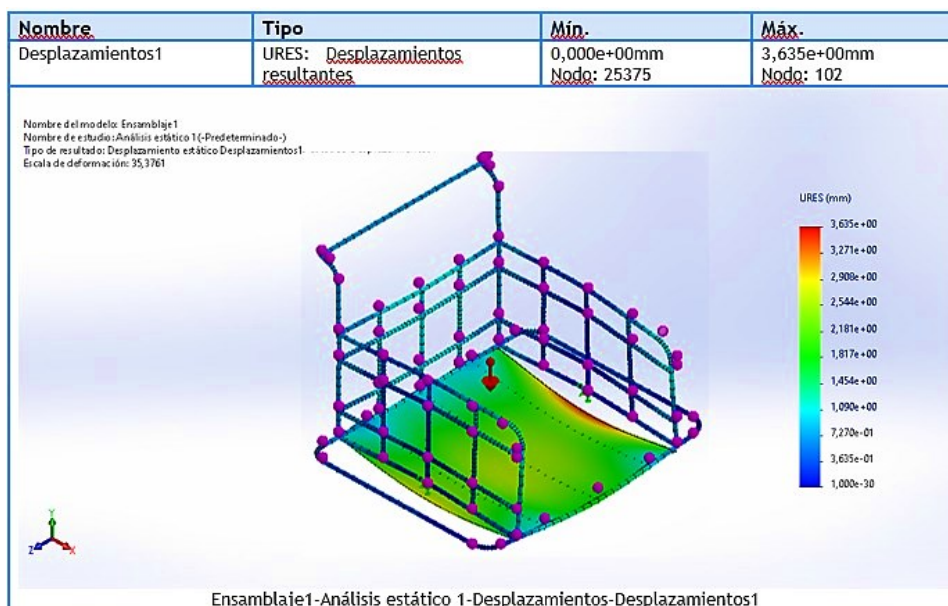 Nombre Tipo Mín. Máx.
Desplazamientos1 URES: Desplazamientos resultantes 0,000e+00mm Nodo: 25375 3,635e+00mm Nodo: 102
Nombre del modelo: Ensamblaje1
Nombre de estudio: Análisis estático 1(-Predeterminado-)
Tipo de resultado: Desplazamiento estático Desplazamientos1
Escala de deformación: 35,3761
URES (mm)
3,635e+00
3,271e+00
2,908e+00
2,544e+00
2,181e+00
1,817e+00
1,454e+00
1,090e+00
7,270e-01
3,635e-01
1,000e-30
Y
Z X
Ensamblaje1-Análisis estático 1-Desplazamientos-Desplazamientos1